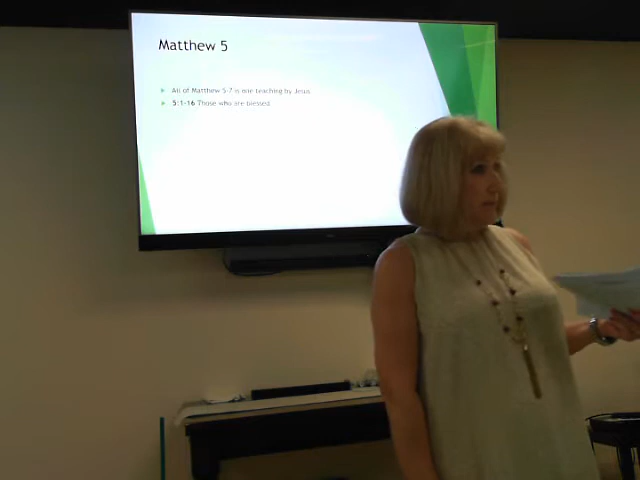 Matthew 5
All of Matthew 5-7 is one teaching by Jesus
5:1-16 Those who are blessed